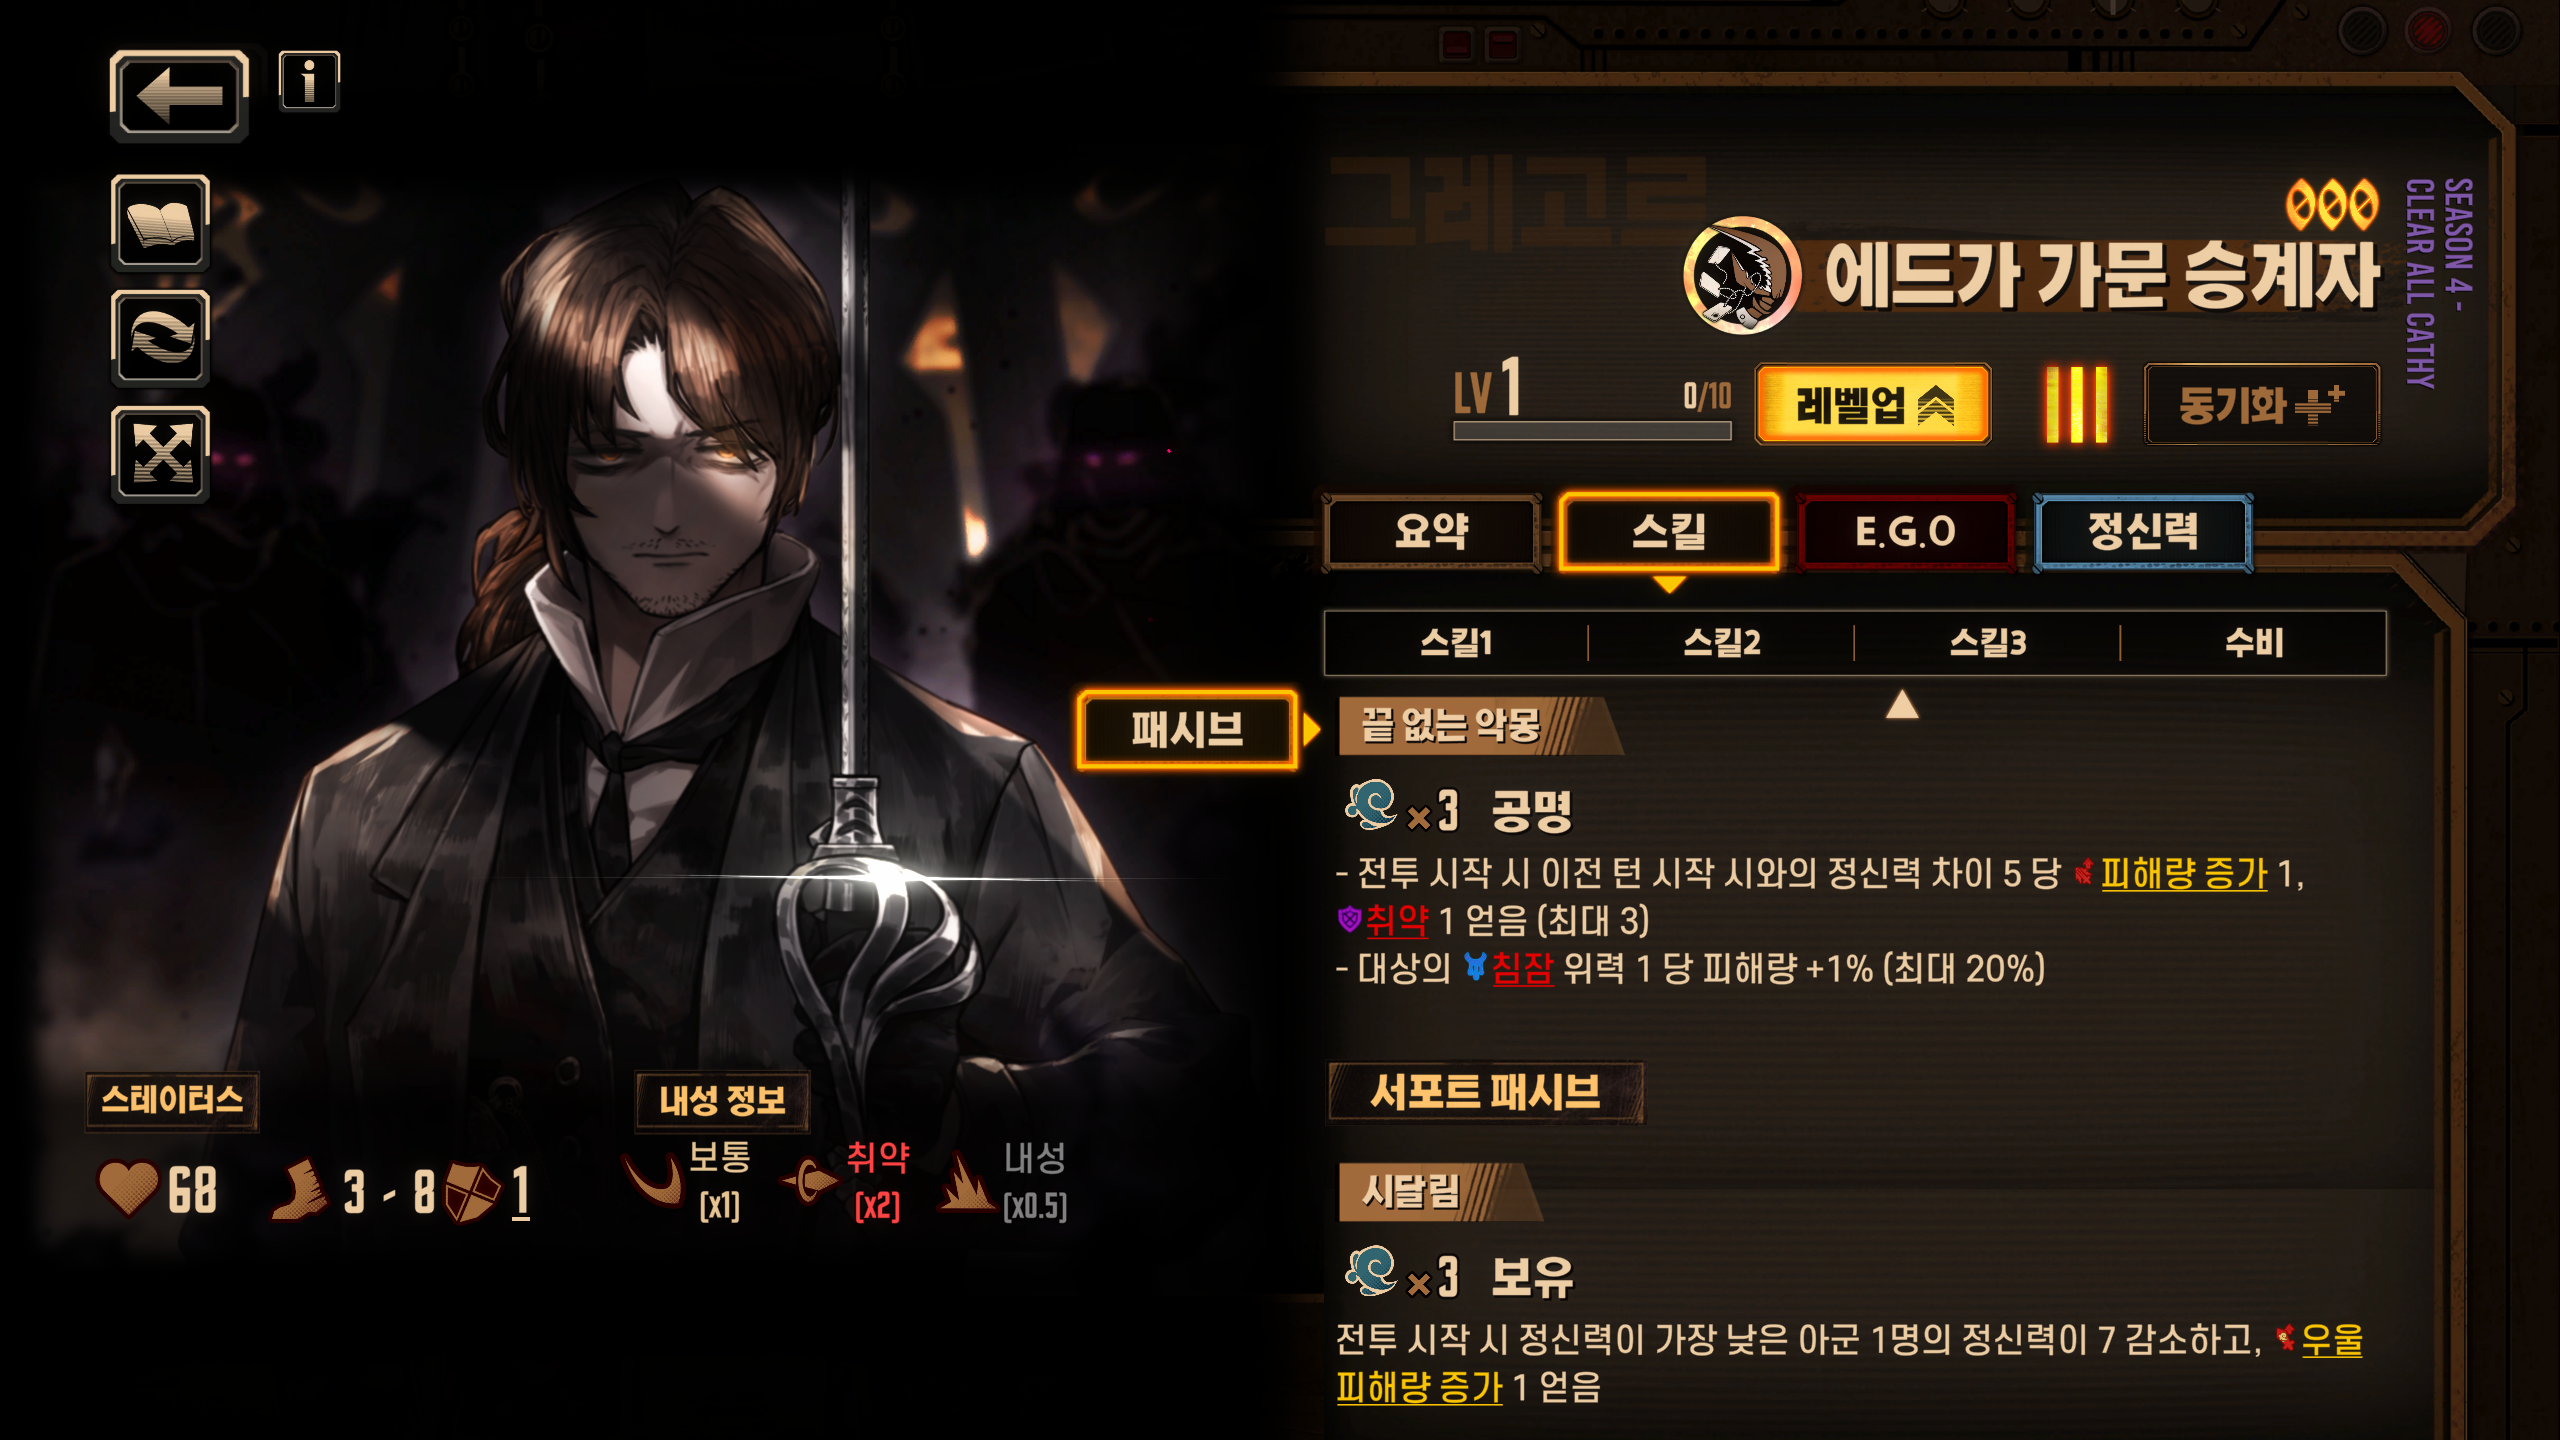 그레고르
에드가 가문 승계자
SEASON 4 -
CLEAR ALL CATHY
LV 1
0/10
레벨업
동기화
요약
스킬
E.G.O
정신력
스킬1
스킬2
스킬3
수비
패시브
끝 없는 악몽
×3 공명
- 전투 시작 시 이전 턴 시작 시와의 정신력 차이 5 당 피해량 증가 1,
취약 1 얻음 (최대 3)
- 대상의 침잠 위력 1 당 피해량 +1% (최대 20%)
서포트 패시브
시달림
×3 보유
전투 시작 시 정신력이 가장 낮은 아군 1명의 정신력이 7 감소하고, 우울
피해량 증가 1 얻음
스테이터스
68
3 - 8
1
내성 정보
보통
[x1]
취약
[x2]
내성
[x0.5]